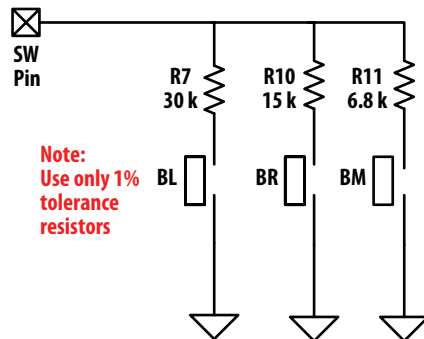 SW
Pin
R7
30 k
R10
15 k
R11
6.8 k
Note:
Use only 1%
tolerance
resistors
BL
BR
BM